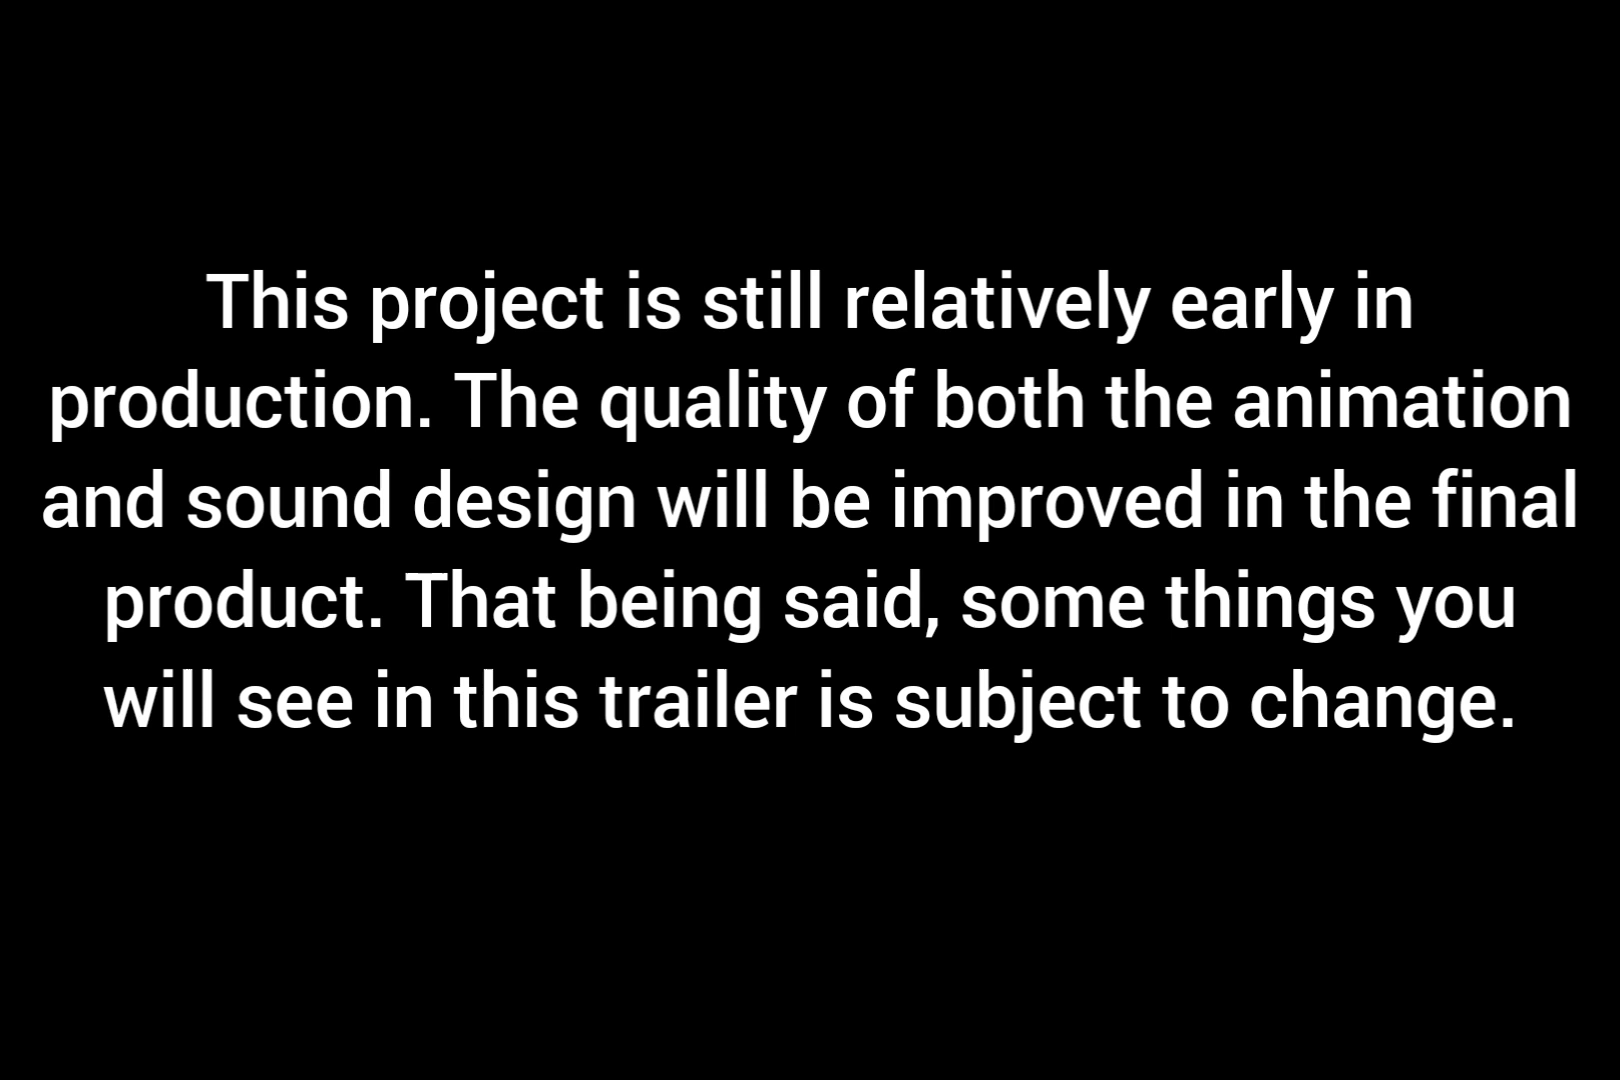 This project is still relatively early in
production. The quality of both the animation
and sound design will be improved in the final
product. That being said, some things you
will see in this trailer is subject to change.